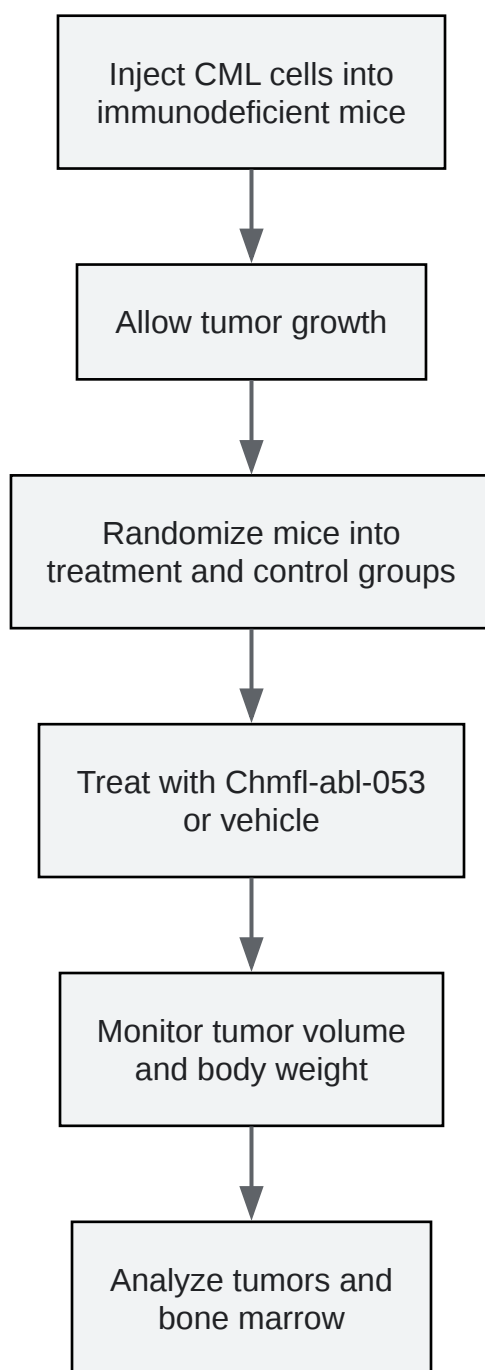 Inject CML cells into
immunodeficient mice
Allow tumor growth
Randomize mice into
treatment and control groups
Treat with Chmfl-abl-053
or vehicle
Monitor tumor volume
and body weight
Analyze tumors and
bone marrow